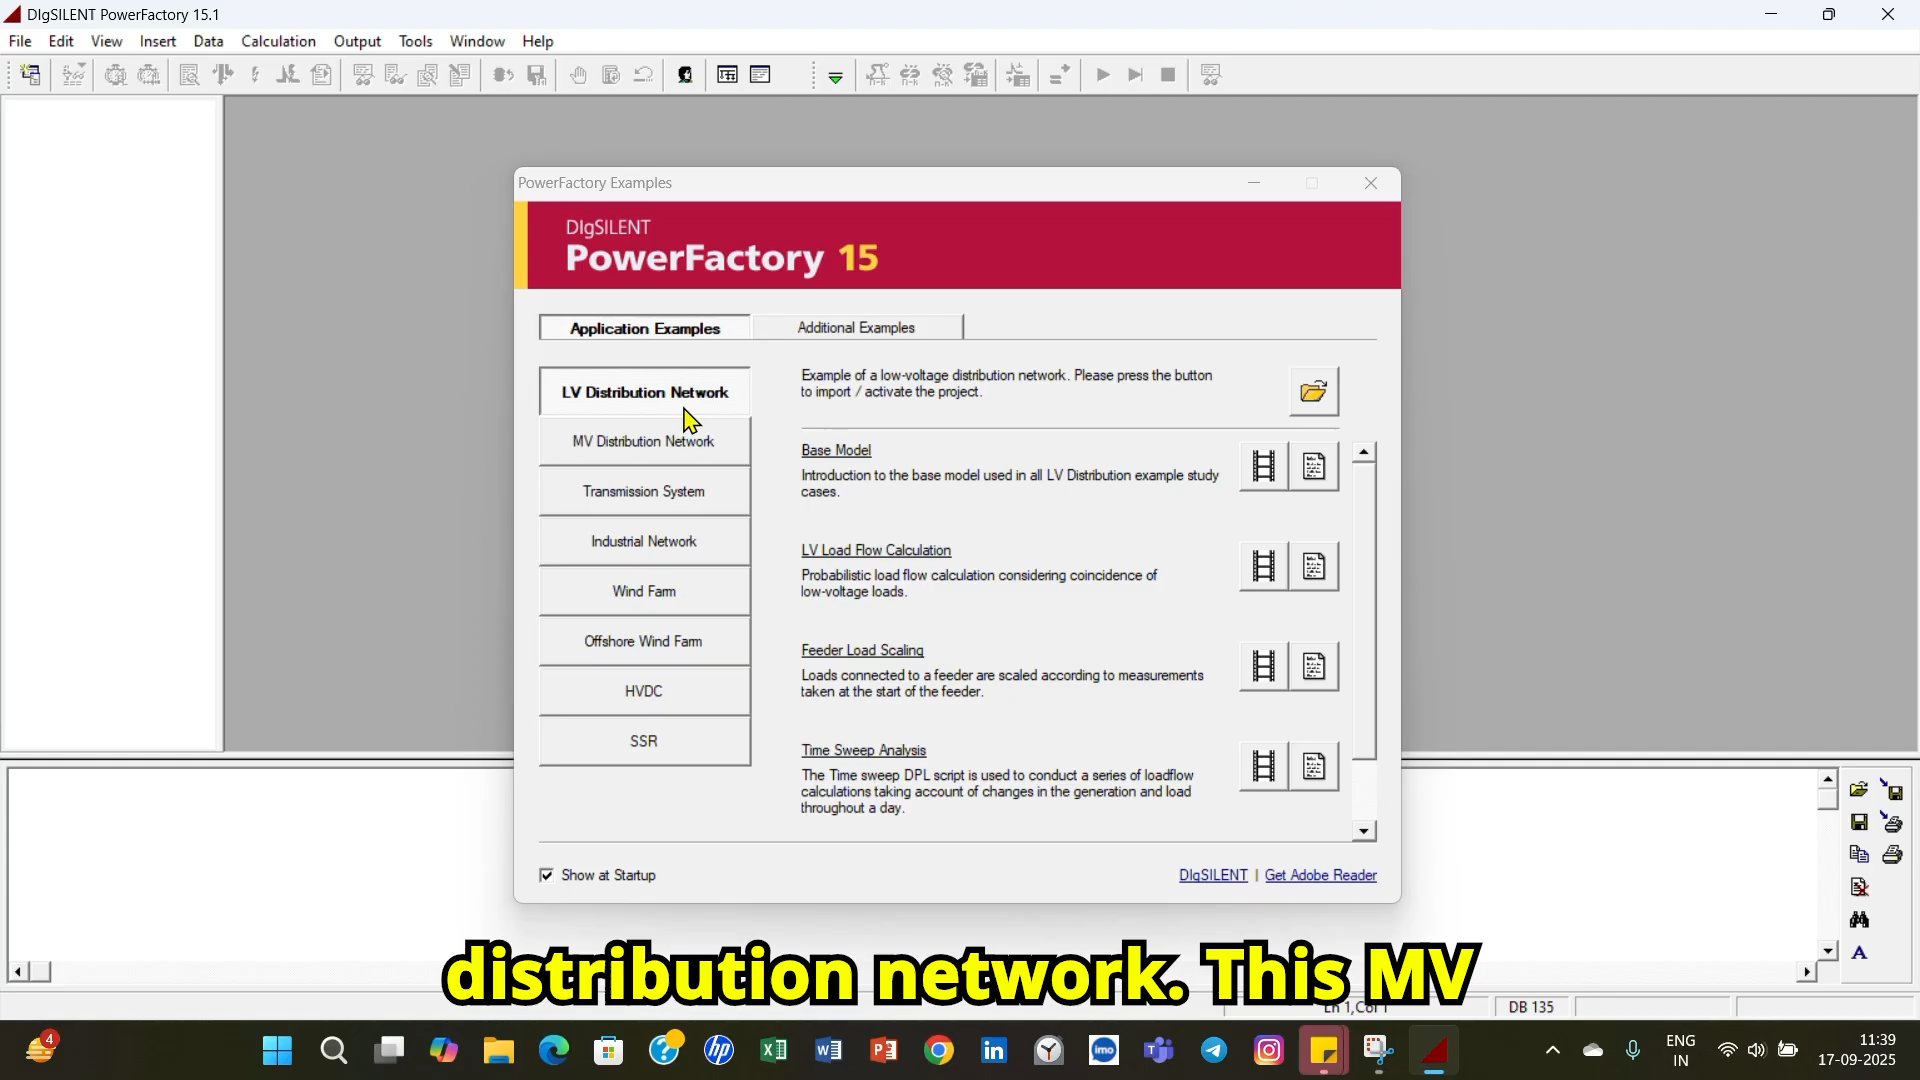 DIgSILENT PowerFactory 15.1
File Edit View Insert Data Calculation Output Tools Window Help
PowerFactory Examples
DIgSILENT
PowerFactory 15
Application Examples
Additional Examples
LV Distribution Network
MV Distribution Network
Transmission System
Industrial Network
Wind Farm
Offshore Wind Farm
HVDC
SSR
Example of a low-voltage distribution network. Please press the button
to import / activate the project.
Base Model
Introduction to the base model used in all LV Distribution example study
cases.
LV Load Flow Calculation
Probabilistic load flow calculation considering coincidence of
low-voltage loads.
Feeder Load Scaling
Loads connected to a feeder are scaled according to measurements
taken at the start of the feeder.
Time Sweep Analysis
The Time sweep DPL script is used to conduct a series of loadflow
calculations taking account of changes in the generation and load
throughout a day.
Show at Startup
DIgSILENT | Get Adobe Reader
distribution network. This MV
Ln 1,Col 1
DB 135
4
imo
ENG
IN
11:39
17-09-2025